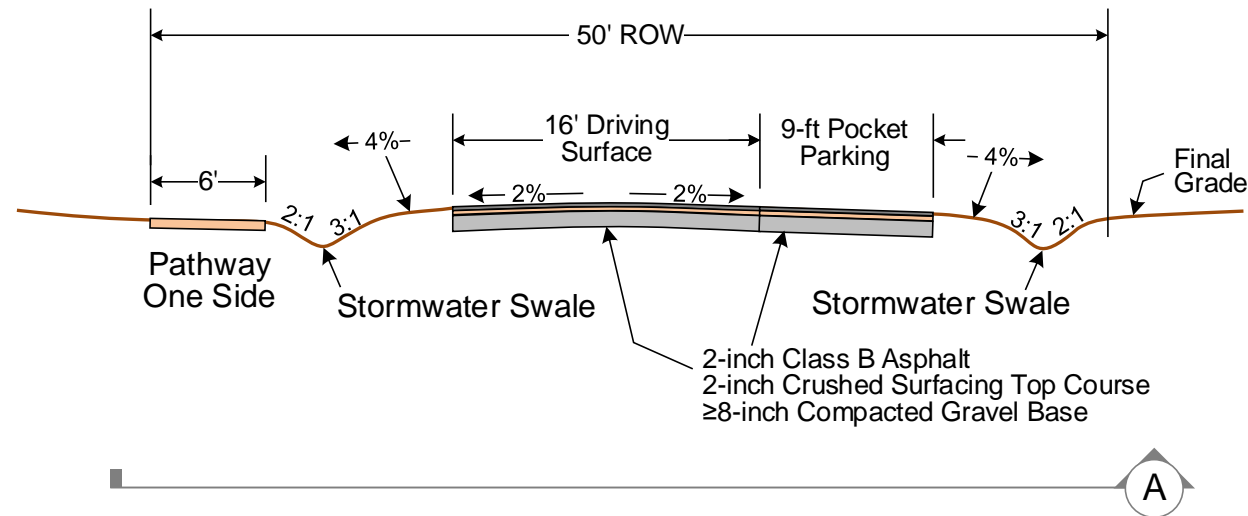 50' ROW
16' Driving
Surface
9-ft Pocket
Parking
4%
4%
6'
2%
2%
Final
Grade
2:1
3:1
3:1
2:1
Pathway
One Side
Stormwater Swale
Stormwater Swale
2-inch Class B Asphalt
2-inch Crushed Surfacing Top Course
≥8-inch Compacted Gravel Base
A